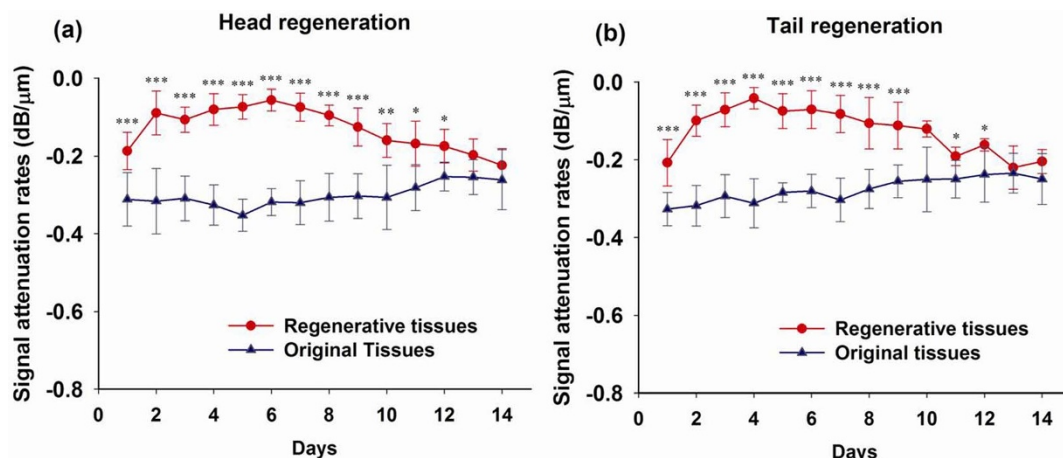 (a) Head regeneration
Signal attenuation rates (dB/μm)
0.0
-0.2
-0.4
-0.6
-0.8
*** *** *** *** *** *** *** *** *** ** * *
Regenerative tissues
Original Tissues
0 2 4 6 8 10 12 14
Days
(b) Tail regeneration
Signal attenuation rates (dB/μm)
0.0
-0.2
-0.4
-0.6
-0.8
*** *** *** *** *** *** *** *** *** * *
Regenerative tissues
Original tissues
0 2 4 6 8 10 12 14
Days